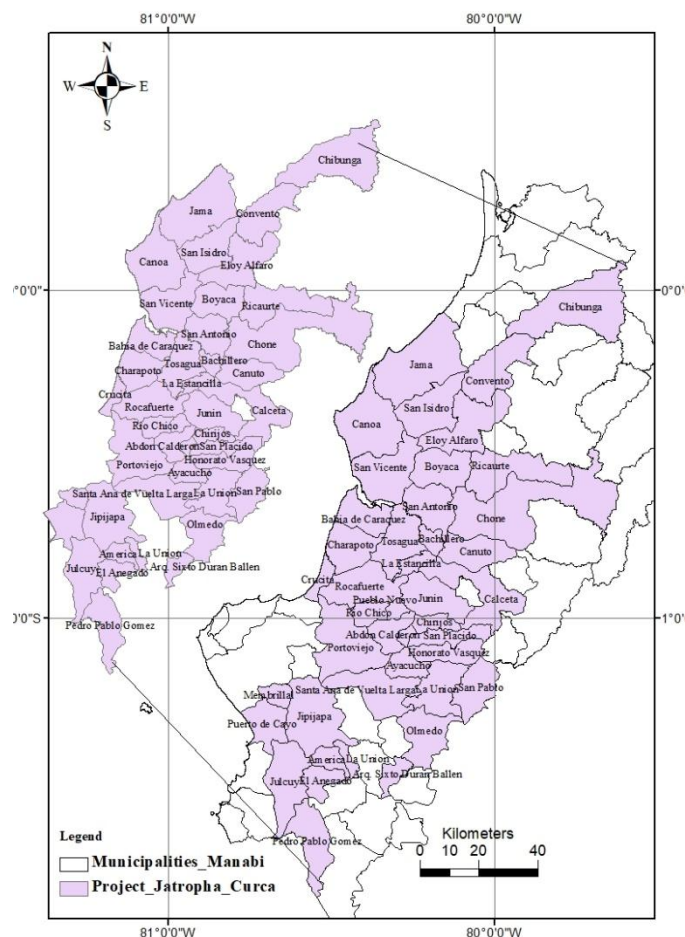 81°0'0"W 80°0'0"W
N
W E
S
Chibunga
Jama
Convento
San Isidro
Canoa
Eloy Alfaro
0°0'0"
San Vicente
Boyaca
Ricaurte
San Antonio
Bahia de Caraquez
Chone
Tosagua
Bachillero
Charapoto
Canuto
La Estancilla
Crucita
Rocafuerte
Junin
Calceta
Rio Chico
Chirijos
Abdon Calderon
San Placido
Honorato Vasquez
Portoviejo
Ayacucho
Santa Ana de Vuelta Larga
La Union
San Pablo
Jipijapa
Olmedo
America
La Union
Julcuy
El Anegado
Arq. Sixto Duran Ballen
0°0'S
Pedro Pablo Gomez
0°0'0"
Chibunga
Jama
Convento
San Isidro
Canoa
Eloy Alfaro
San Vicente
Boyaca
Ricaurte
San Antonio
Chone
Bahia de Caraquez
Tosagua
Bachillero
Charapoto
Canuto
La Estancilla
Crucita
Rocafuerte
Pueblo Nuevo
Junin
Calceta
Rio Chico
Chirijos
1°0'
Abdon Calderon
San Placido
Portoviejo
Honorato Vasquez
Ayacucho
Santa Ana de Vuelta Larga
La Union
San Pablo
Membrillal
Puerto de Cayo
Jipijapa
Olmedo
America
La Union
Julcuy
El Anegado
Arq. Sixto Duran Ballen
Pedro Pablo Gomez
Legend
Municipalities_Manabi
Project_Jatropha_Curca
Kilometers
0 10 20 40
81°0'0"W 80°0'0"W